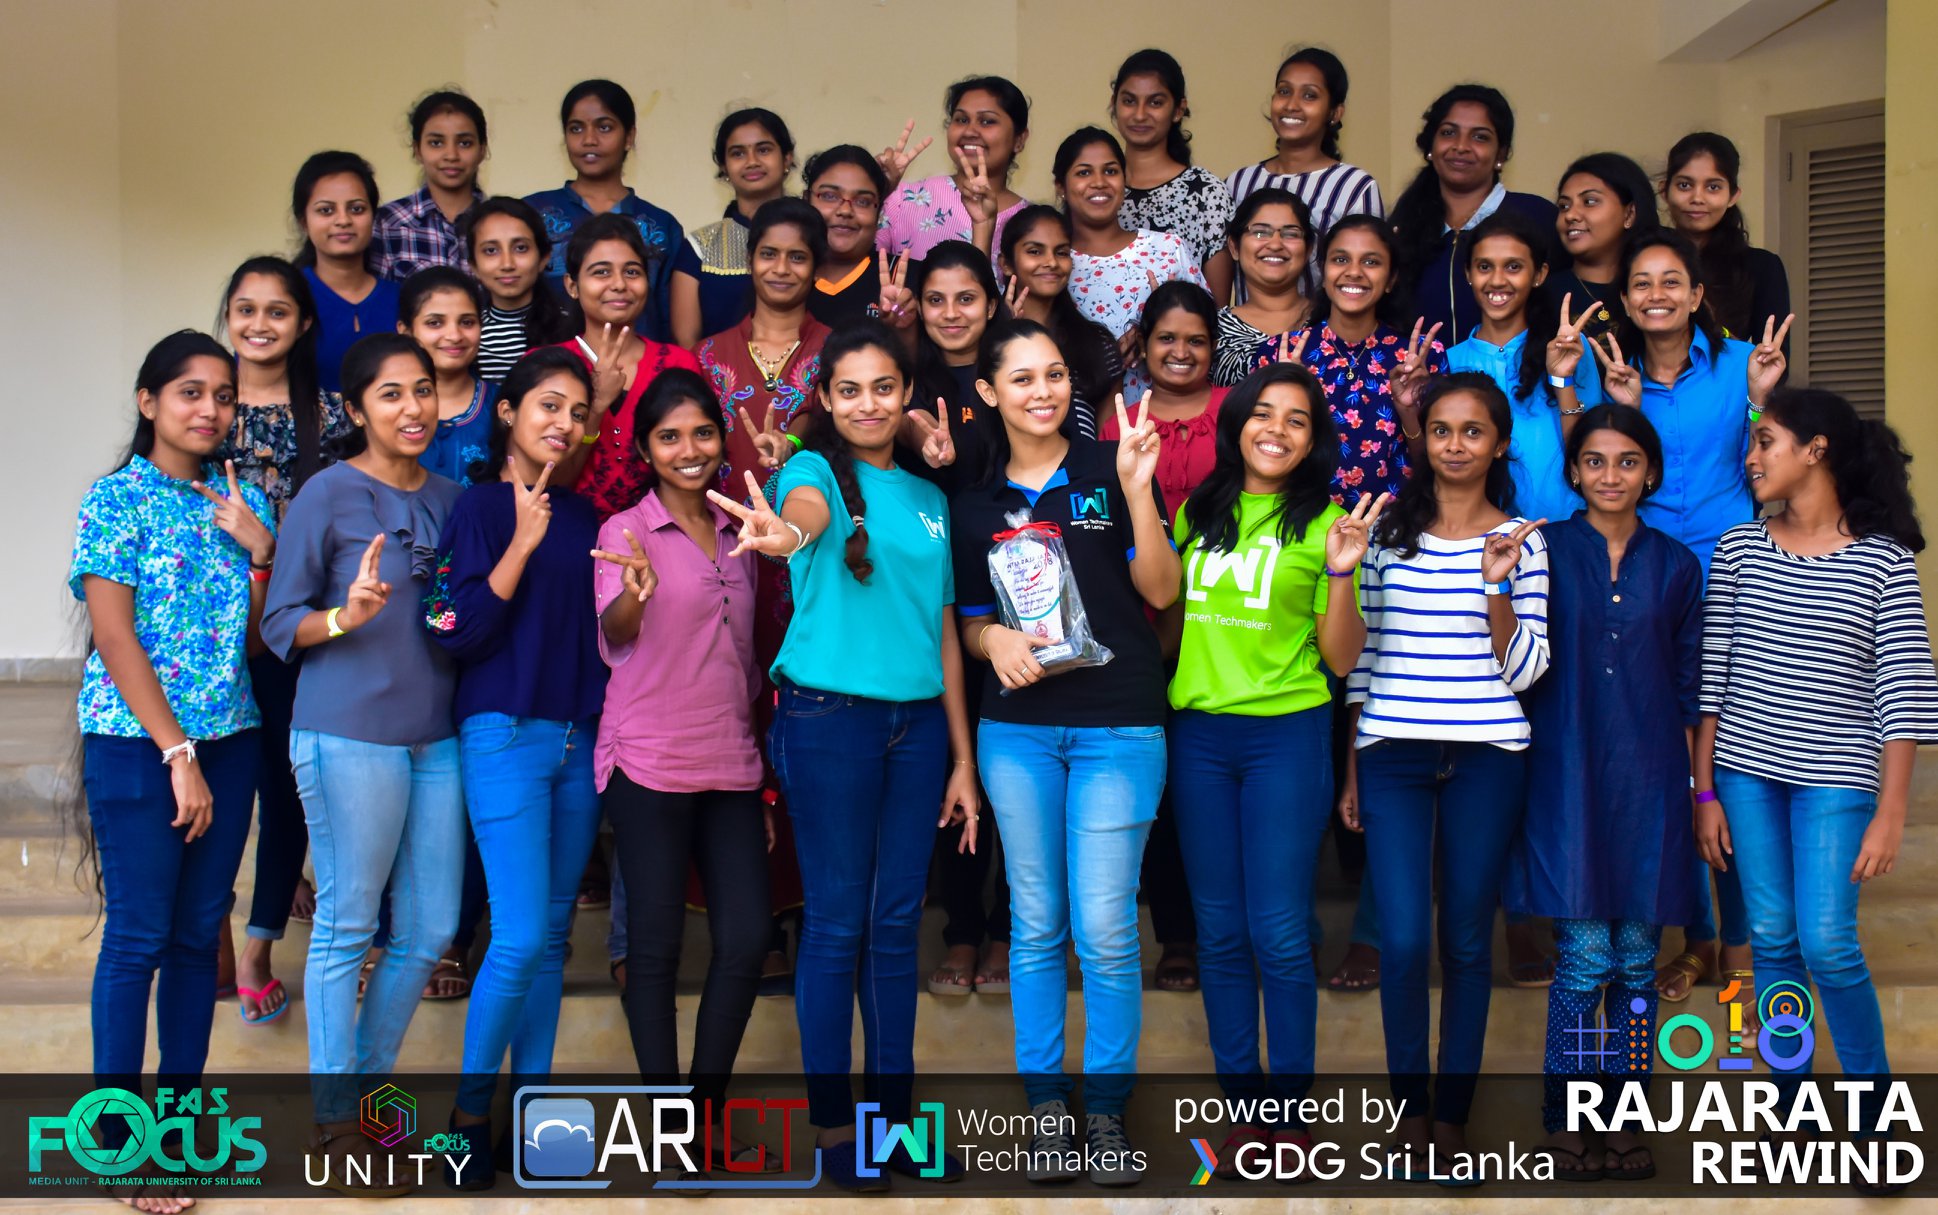 [W]
Women Techmakers
Sri Lanka
[W]
[W]
omen Techmakers
#io18
FAS
FOCUS
MEDIA UNIT - RAJARATA UNIVERSITY OF SRI LANKA
UNITY
FAS
FOCUS
ARICT
[W] Women
Techmakers
powered by
GDG Sri Lanka
RAJARATA
REWIND